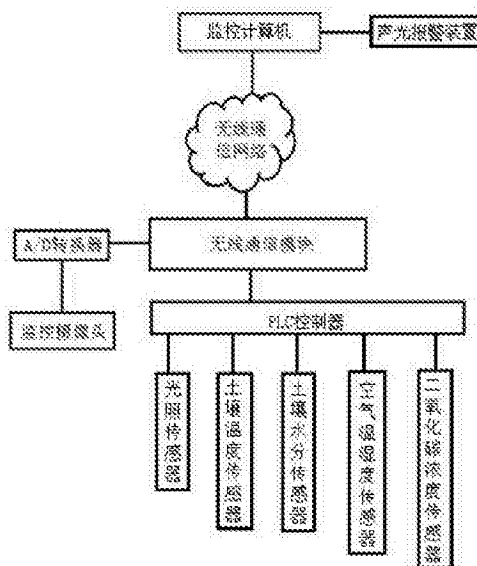 监控计算机
声光报警装置
无线通
信网络
A/D转换器
无线通信模块
监控摄像头
PLC控制器
光照传感器
土壤温度传感器
土壤水分传感器
空气温湿度传感器
二氧化碳浓度传感器